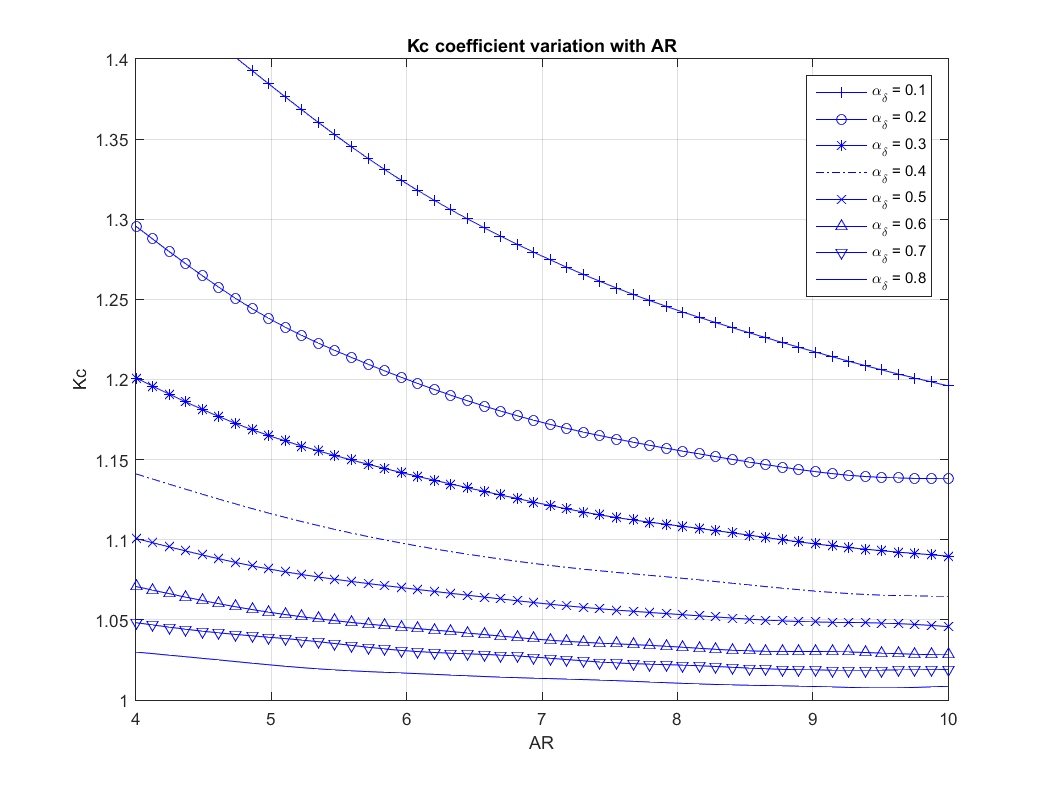 Kc coefficient variation with AR
1.4
1.35
1.3
1.25
1.2
1.15
1.1
1.05
1
Kc
4 5 6 7 8 9 10
AR
α_δ = 0.1
α_δ = 0.2
α_δ = 0.3
α_δ = 0.4
α_δ = 0.5
α_δ = 0.6
α_δ = 0.7
α_δ = 0.8